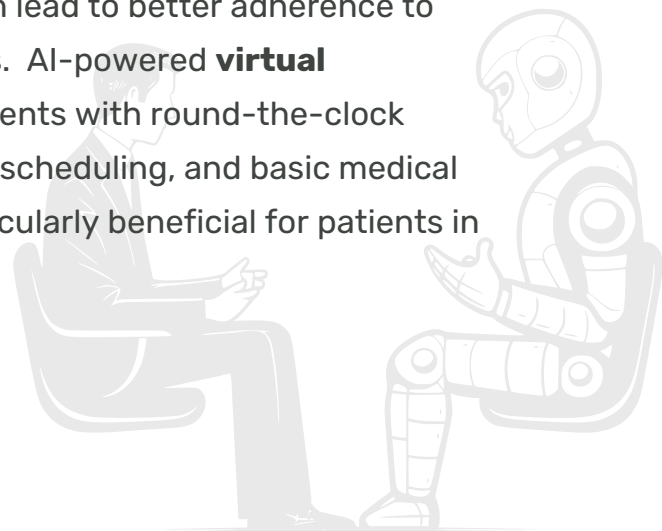 lead to better adherence to
. AI-powered virtual
ents with round-the-clock
scheduling, and basic medical
cularly beneficial for patients in